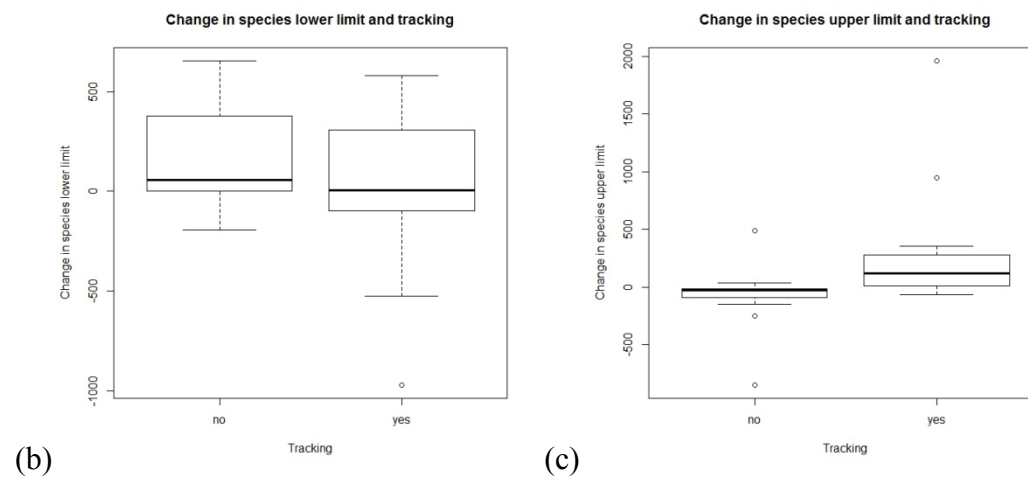 Change in species lower limit and tracking
Change in species lower limit
500
0
-500
-1000
no
yes
Tracking
(b)
Change in species upper limit and tracking
Change in species upper limit
2000
1500
1000
500
0
-500
no
yes
Tracking
(c)